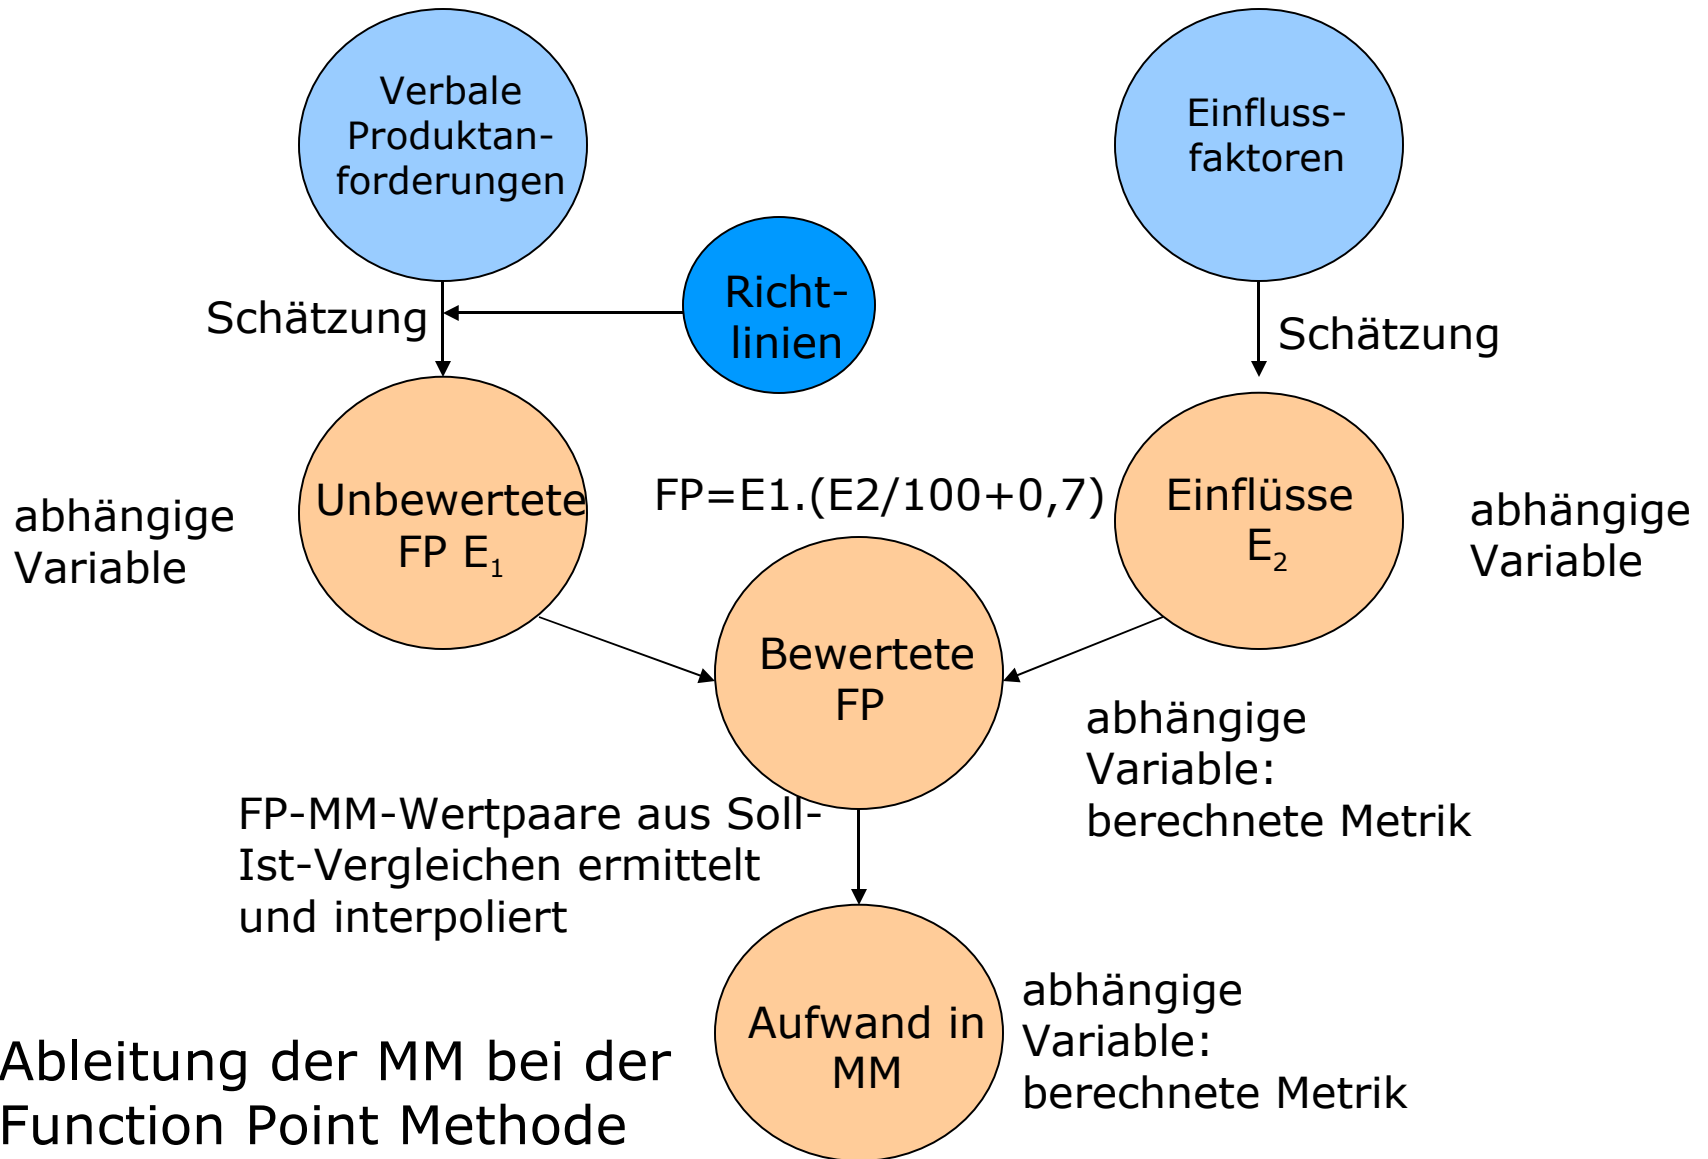 Verbale
Produktan-
forderungen
Einfluss-
faktoren
Richt-
linien
Schätzung
Schätzung
abhängige
Variable
Unbewertete
FP E₁
FP=E1.(E2/100+0,7)
Einflüsse
E₂
abhängige
Variable
Bewertete
FP
abhängige
Variable:
berechnete Metrik
FP-MM-Wertpaare aus Soll-
Ist-Vergleichen ermittelt
und interpoliert
Aufwand in
MM
abhängige
Variable:
berechnete Metrik
Ableitung der MM bei der
Function Point Methode